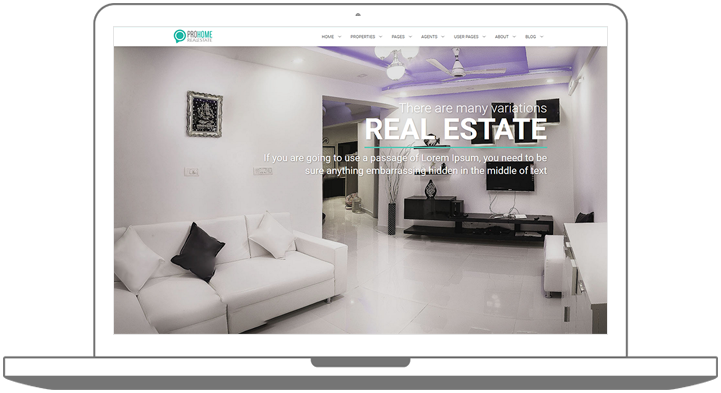 PROHOME
REAL ESTATE
HOME PROPERTIES PAGES AGENTS USER PAGES ABOUT BLOG
There are many variations
REAL ESTATE
If you are going to use a passage of Lorem Ipsum, you need to be
sure anything embarrassing hidden in the middle of text